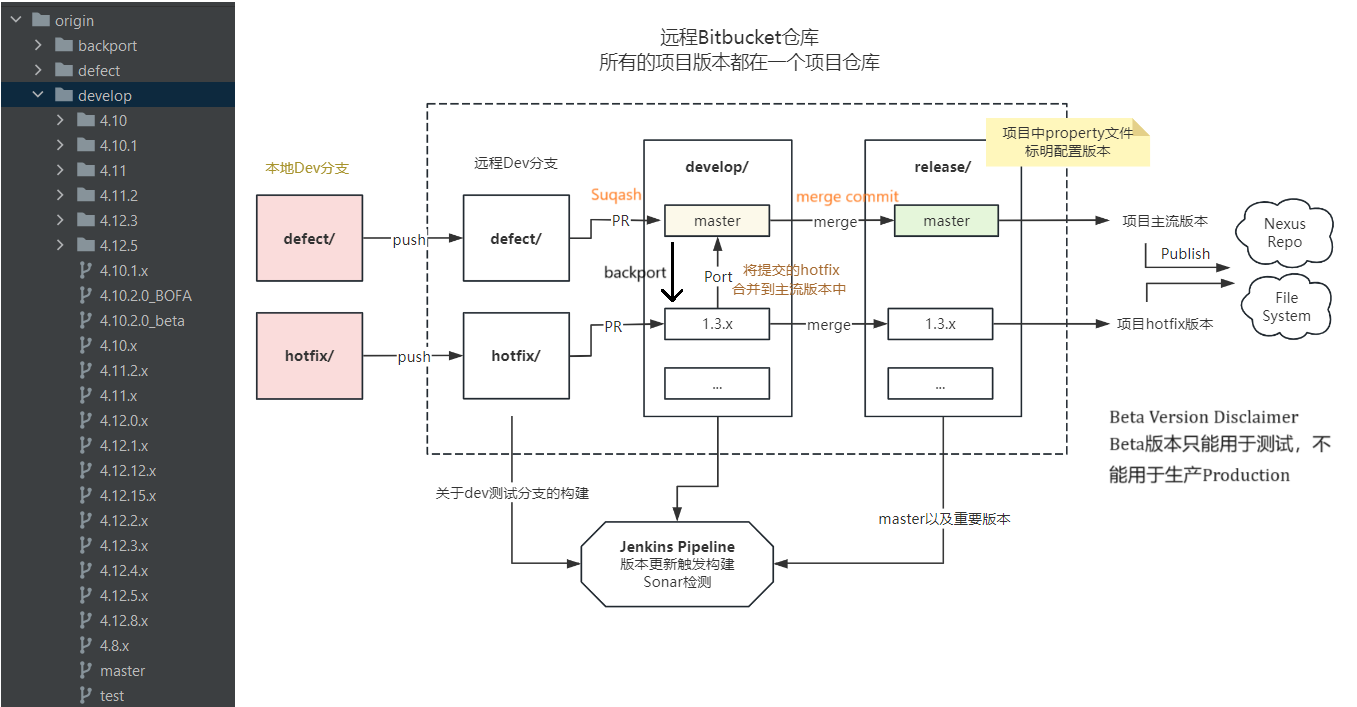 origin
backport
defect
develop
4.10
4.10.1
4.11
4.11.2
4.12.3
4.12.5
4.10.1.x
4.10.2.0_BOFA
4.10.2.0_beta
4.10.x
4.11.2.x
4.11.x
4.12.0.x
4.12.1.x
4.12.12.x
4.12.15.x
4.12.2.x
4.12.3.x
4.12.4.x
4.12.5.x
4.12.8.x
4.8.x
master
test
远程Bitbucket仓库
所有的项目版本都在一个项目仓库
项目中property文件
标明配置版本
本地Dev分支
远程Dev分支
develop/
release/
Suqash
merge commit
defect/
push
defect/
PR
master
merge
master
项目主流版本
Nexus
Repo
Publish
backport
Port
将提交的hotfix
合并到主流版本中
File
System
hotfix/
push
hotfix/
PR
1.3.x
merge
1.3.x
项目hotfix版本
...
...
Beta Version Disclaimer
Beta版本只能用于测试，不
能用于生产Production
关于dev测试分支的构建
master以及重要版本
Jenkins Pipeline
版本更新触发构建
Sonar检测